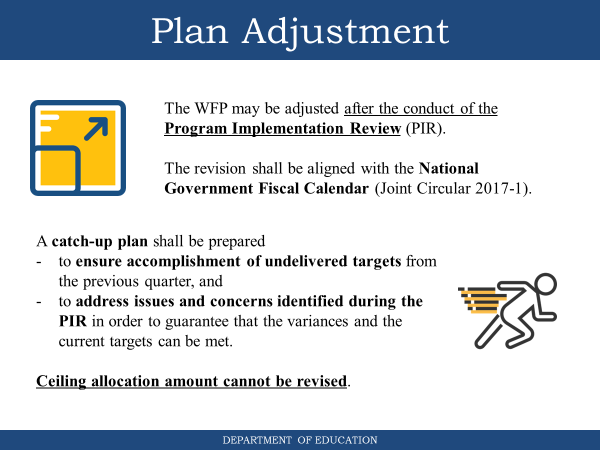 Plan Adjustment
The WFP may be adjusted after the conduct of the
Program Implementation Review (PIR).
The revision shall be aligned with the National
Government Fiscal Calendar (Joint Circular 2017-1).
A catch-up plan shall be prepared
- to ensure accomplishment of undelivered targets from
the previous quarter, and
- to address issues and concerns identified during the
PIR in order to guarantee that the variances and the
current targets can be met.
Ceiling allocation amount cannot be revised.
DEPARTMENT OF EDUCATION